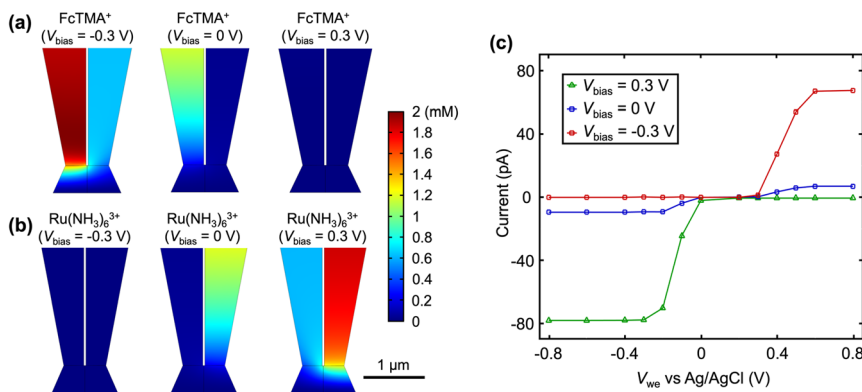 (a)
FcTMA⁺
(V_bias = -0.3 V)
FcTMA⁺
(V_bias = 0 V)
FcTMA⁺
(V_bias = 0.3 V)
2 (mM)
1.8
1.6
1.4
1.2
1
0.8
0.6
0.4
0.2
0
(b)
Ru(NH₃)₆³⁺
(V_bias = -0.3 V)
Ru(NH₃)₆³⁺
(V_bias = 0 V)
Ru(NH₃)₆³⁺
(V_bias = 0.3 V)
1 µm
(c)
V_bias = 0.3 V
V_bias = 0 V
V_bias = -0.3 V
Current (pA)
80
40
0
-40
-80
-0.8
-0.4
0
0.4
0.8
V_we vs Ag/AgCl (V)